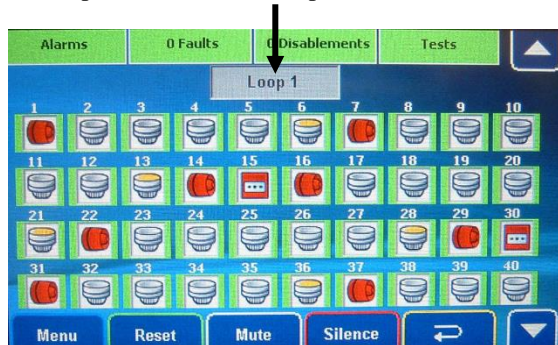 Alarms 0 Faults 0 Disablements Tests
Loop 1
1 2 3 4 5 6 7 8 9 10
11 12 13 14 15 16 17 18 19 20
21 22 23 24 25 26 27 28 29 30
31 32 33 34 35 36 37 38 39 40
Menu Reset Mute Silence